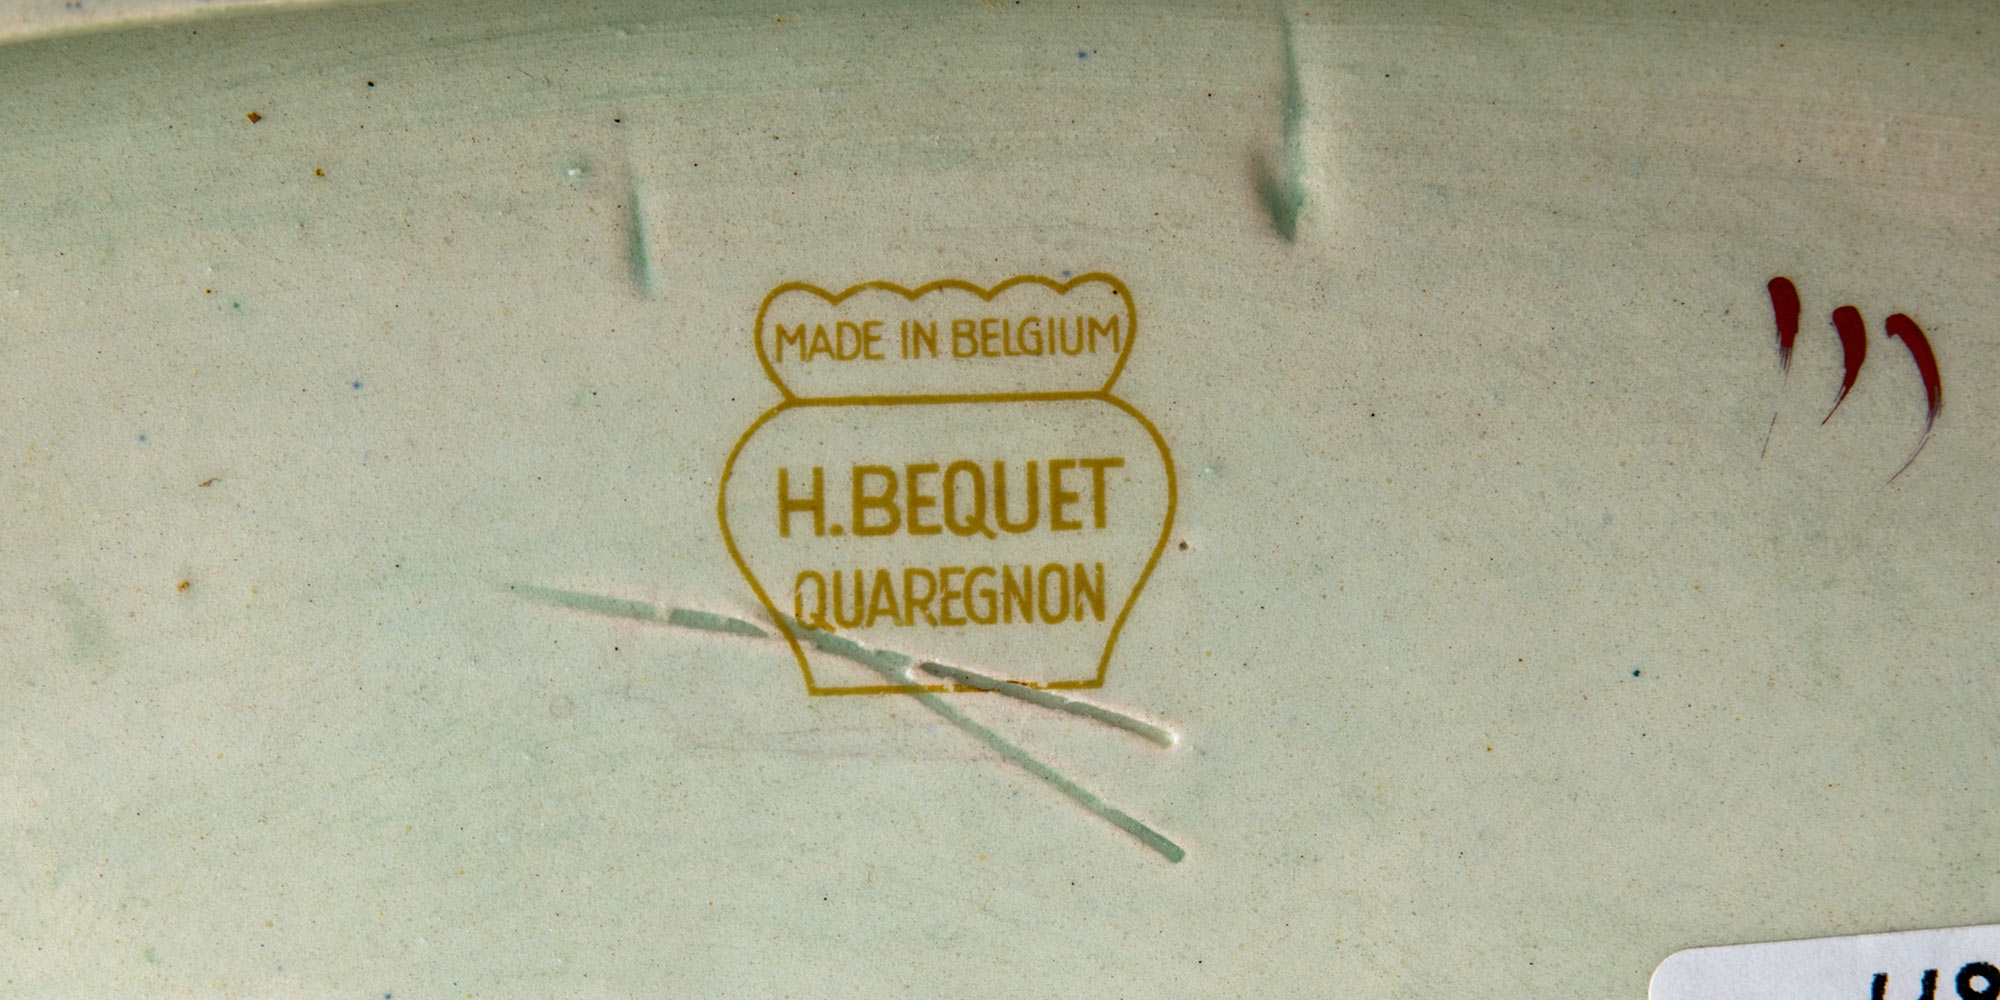 MADE IN BELGIUM
H.BEQUET
QUAREGNON